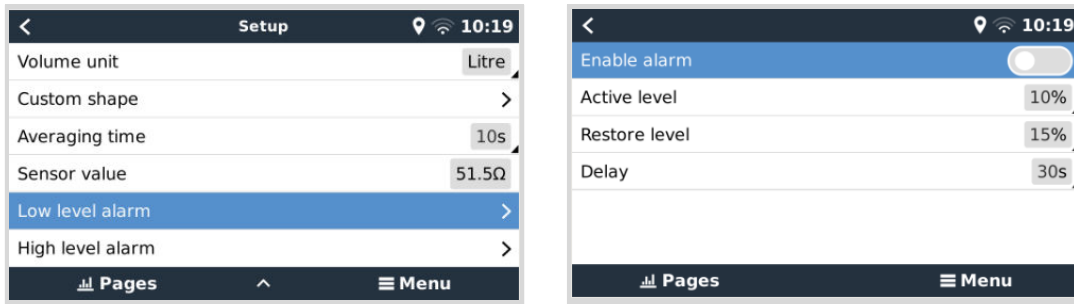 Setup 10:19
Volume unit Litre
Custom shape
Averaging time 10s
Sensor value 51.5Ω
Low level alarm
High level alarm
Pages Menu
10:19
Enable alarm
Active level 10%
Restore level 15%
Delay 30s
Pages Menu